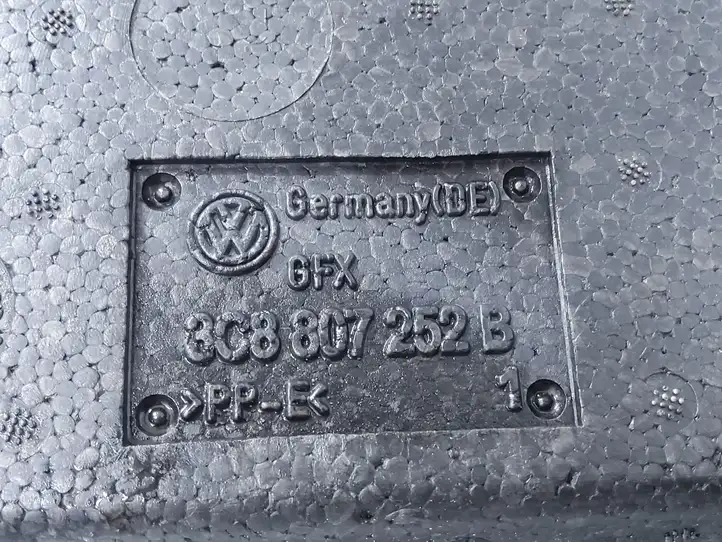 Germany(DE)
GFX
3C8 807 252 B
>PP-E<
1